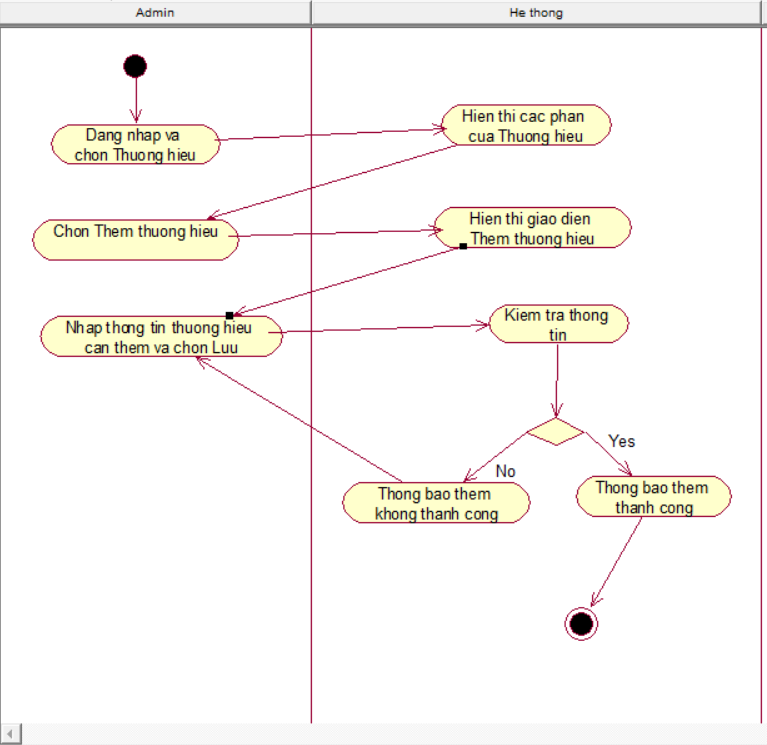 Admin
He thong
Dang nhap va
chon Thuong hieu
Hien thi cac phan
cua Thuong hieu
Chon Them thuong hieu
Hien thi giao dien
Them thuong hieu
Nhap thong tin thuong hieu
can them va chon Luu
Kiem tra thong
tin
Yes
No
Thong bao them
khong thanh cong
Thong bao them
thanh cong